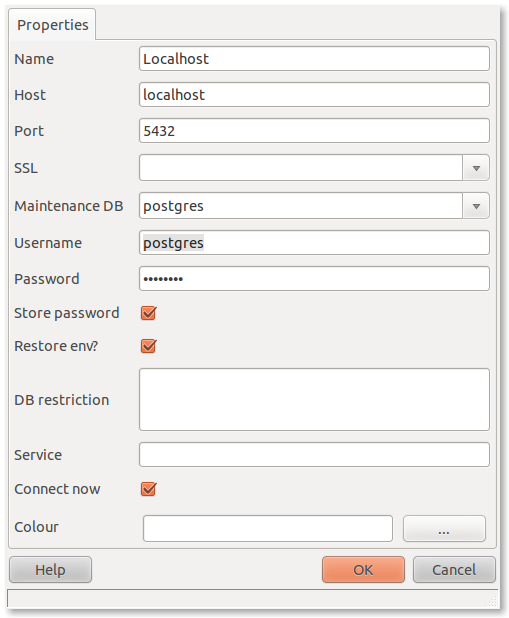 Properties
Name Localhost
Host localhost
Port 5432
SSL
Maintenance DB postgres
Username postgres
Password ••••••••
Store password
Restore env?
DB restriction
Service
Connect now
Colour ...
Help OK Cancel